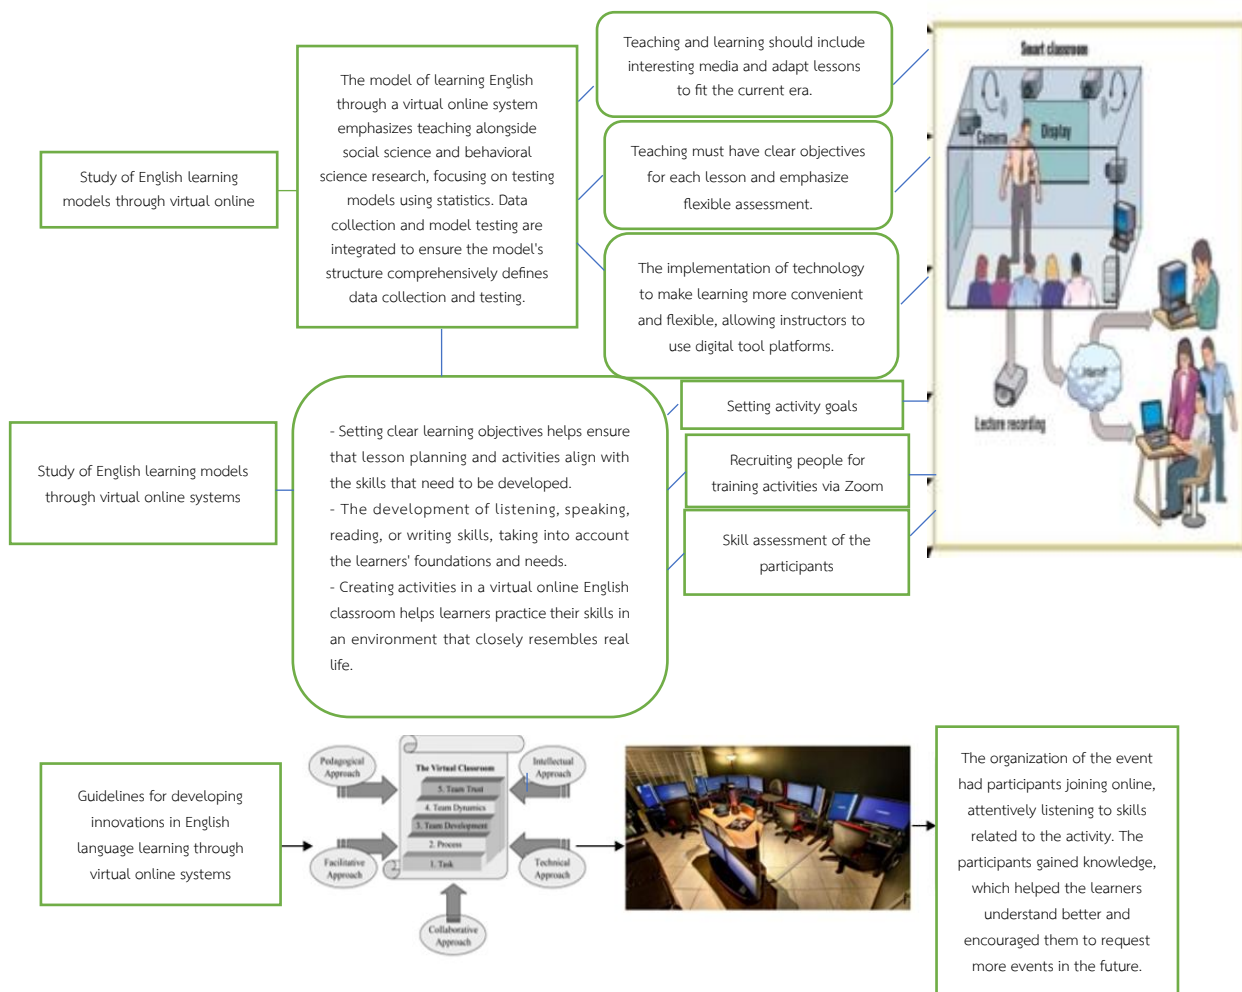 Study of English learning
models through virtual online
The model of learning English
through a virtual online system
emphasizes teaching alongside
social science and behavioral
science research, focusing on testing
models using statistics. Data
collection and model testing are
integrated to ensure the model's
structure comprehensively defines
data collection and testing.
Teaching and learning should include
interesting media and adapt lessons
to fit the current era.
Teaching must have clear objectives
for each lesson and emphasize
flexible assessment.
The implementation of technology
to make learning more convenient
and flexible, allowing instructors to
use digital tool platforms.
Smart classroom
Camera
Display
Internet
Lecture recording
Study of English learning models
through virtual online systems
- Setting clear learning objectives helps ensure
that lesson planning and activities align with
the skills that need to be developed.
- The development of listening, speaking,
reading, or writing skills, taking into account
the learners' foundations and needs.
- Creating activities in a virtual online English
classroom helps learners practice their skills in
an environment that closely resembles real
life.
Setting activity goals
Recruiting people for
training activities via Zoom
Skill assessment of the
participants
Guidelines for developing
innovations in English
language learning through
virtual online systems
Pedagogical
Approach
Facilitative
Approach
The Virtual Classroom
5. Team Trust
4. Team Dynamics
3. Team Development
2. Process
1. Task
Intellectual
Approach
Technical
Approach
Collaborative
Approach
The organization of the event
had participants joining online,
attentively listening to skills
related to the activity. The
participants gained knowledge,
which helped the learners
understand better and
encouraged them to request
more events in the future.